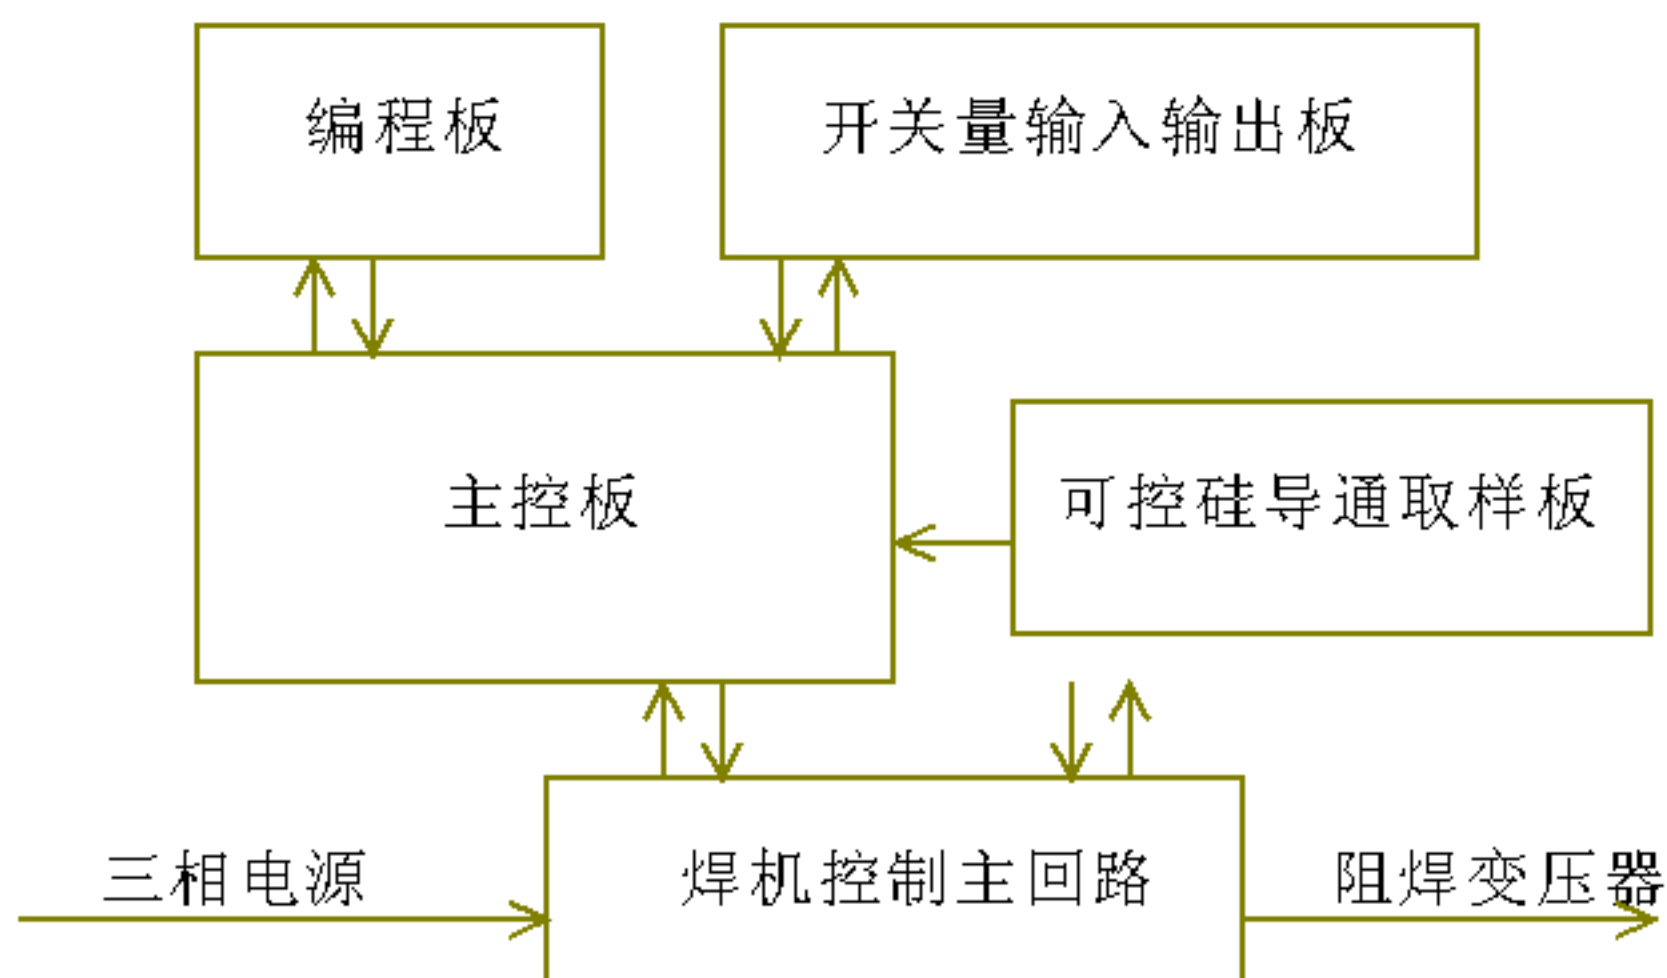 编程板
开关量输入输出板
主控板
可控硅导通取样板
三相电源
焊机控制主回路
阻焊变压器